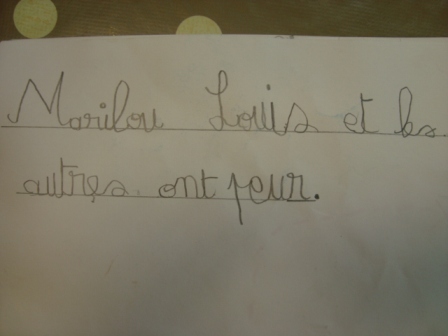 Marilou Louis et les
autres ont peur.